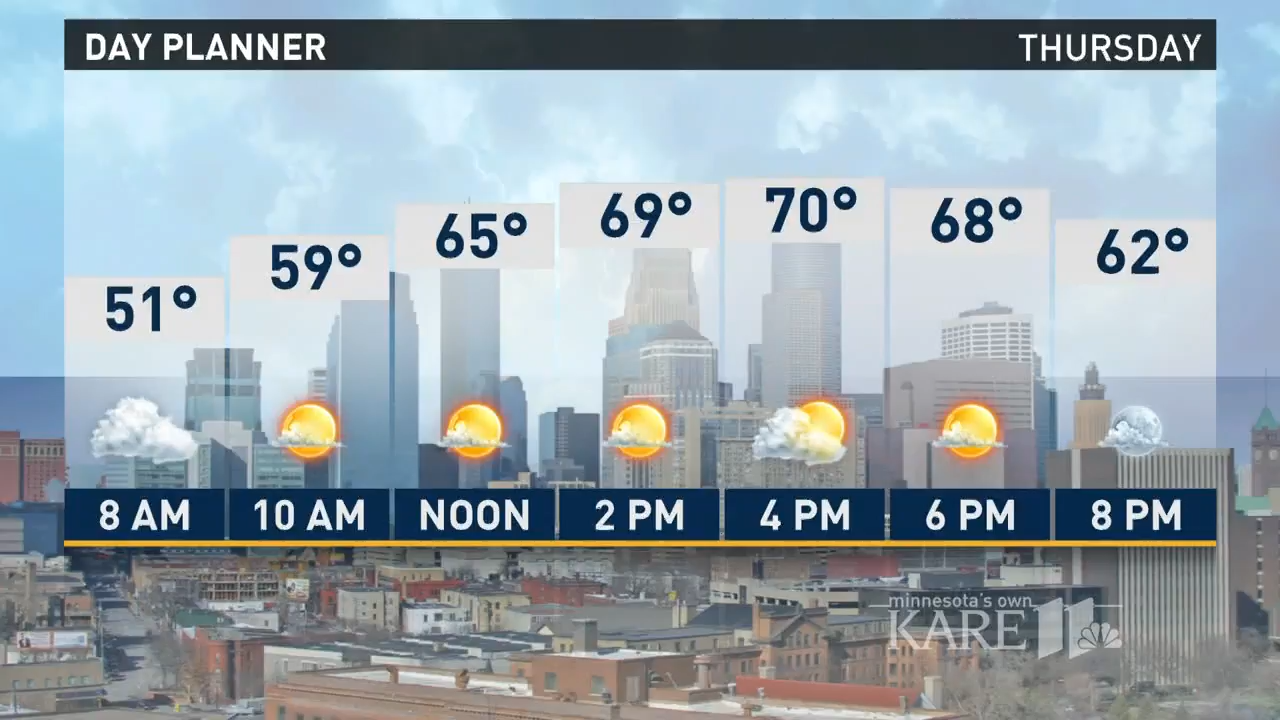 DAY PLANNER
THURSDAY
51° 59° 65° 69° 70° 68° 62°
8 AM 10 AM NOON 2 PM 4 PM 6 PM 8 PM
minnesota's own
KARE 11